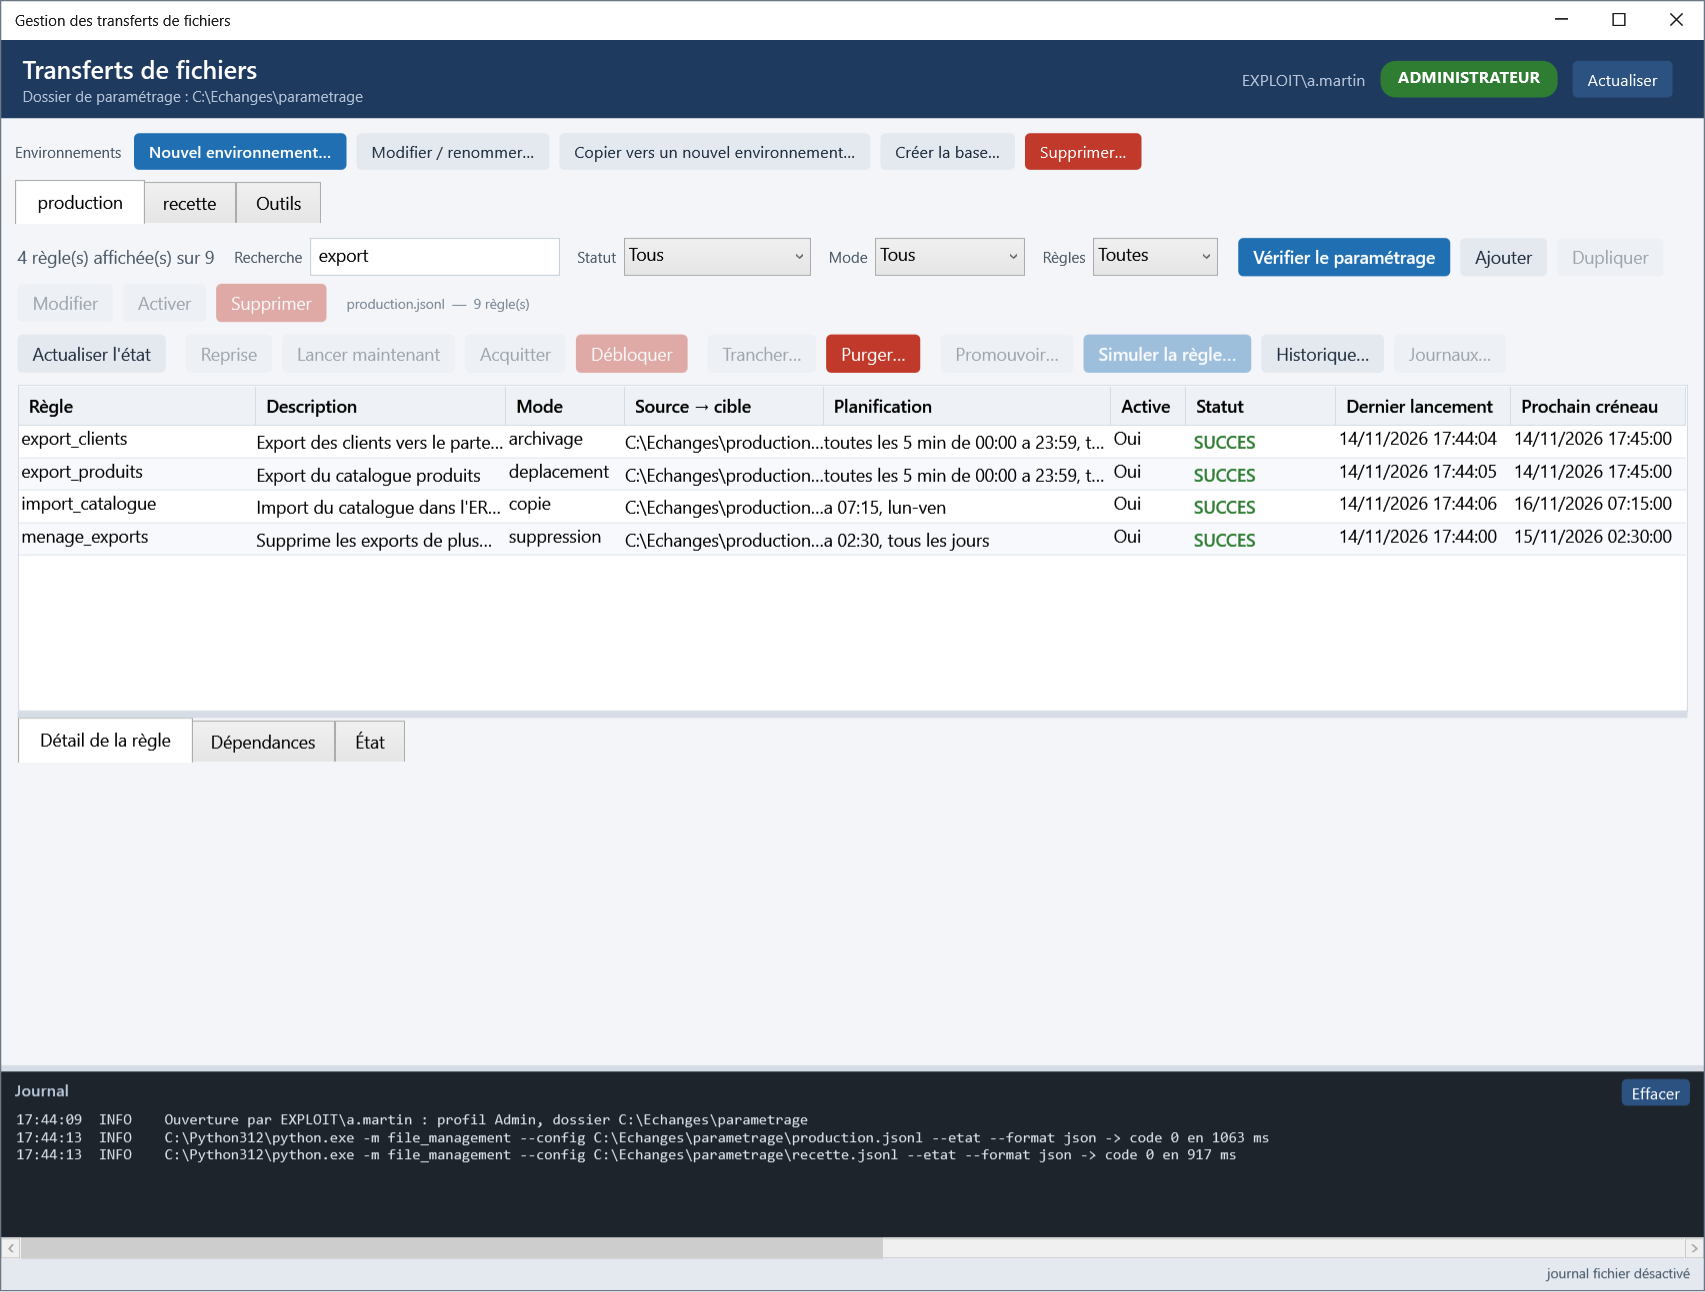 Gestion des transferts de fichiers
Transferts de fichiers
Dossier de paramétrage : C:\Echanges\parametrage
EXPLOIT\a.martin ADMINISTRATEUR Actualiser
Environnements Nouvel environnement... Modifier / renommer... Copier vers un nouvel environnement... Créer la base... Supprimer...
production recette Outils
4 règle(s) affichée(s) sur 9 Recherche export Statut Tous Mode Tous Règles Toutes Vérifier le paramétrage Ajouter Dupliquer
Modifier Activer Supprimer production.jsonl — 9 règle(s)
Actualiser l'état Reprise Lancer maintenant Acquitter Débloquer Trancher... Purger... Promouvoir... Simuler la règle... Historique... Journaux...
Règle Description Mode Source → cible Planification Active Statut Dernier lancement Prochain créneau
export_clients Export des clients vers le parte... archivage C:\Echanges\production... toutes les 5 min de 00:00 a 23:59, t... Oui SUCCES 14/11/2026 17:44:04 14/11/2026 17:45:00
export_produits Export du catalogue produits deplacement C:\Echanges\production... toutes les 5 min de 00:00 a 23:59, t... Oui SUCCES 14/11/2026 17:44:05 14/11/2026 17:45:00
import_catalogue Import du catalogue dans l'ER... copie C:\Echanges\production... a 07:15, lun-ven Oui SUCCES 14/11/2026 17:44:06 16/11/2026 07:15:00
menage_exports Supprime les exports de plus... suppression C:\Echanges\production... a 02:30, tous les jours Oui SUCCES 14/11/2026 17:44:00 15/11/2026 02:30:00
Détail de la règle Dépendances État
Journal Effacer
17:44:09 INFO Ouverture par EXPLOIT\a.martin : profil Admin, dossier C:\Echanges\parametrage
17:44:13 INFO C:\Python312\python.exe -m file_management --config C:\Echanges\parametrage\production.jsonl --etat --format json -> code 0 en 1063 ms
17:44:13 INFO C:\Python312\python.exe -m file_management --config C:\Echanges\parametrage\recette.jsonl --etat --format json -> code 0 en 917 ms
journal fichier désactivé